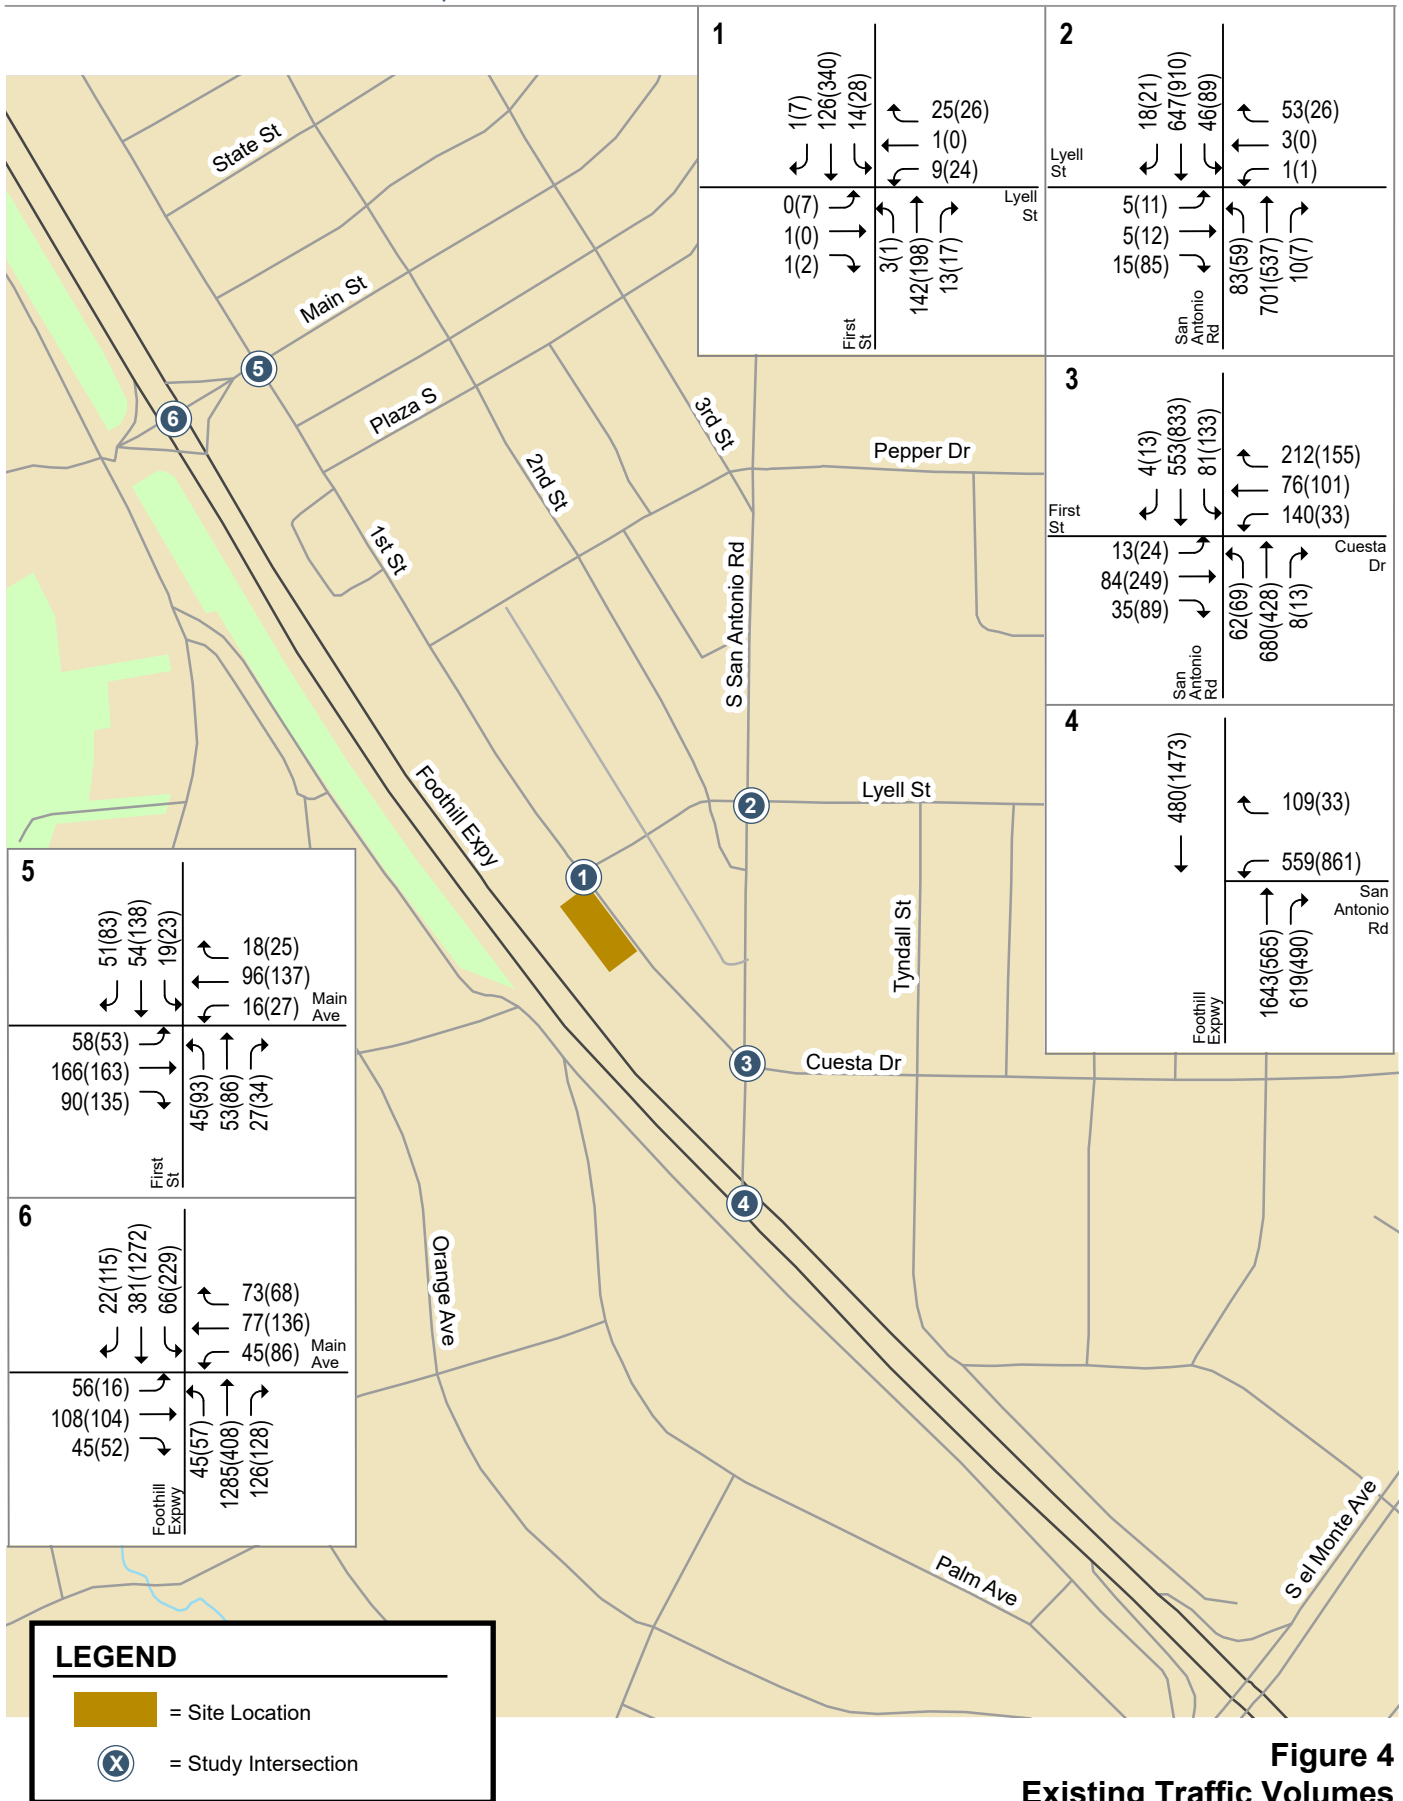 1
1(7)
126(340)
14(28)
25(26)
1(0)
9(24)
Lyell
St
0(7)
1(0)
1(2)
3(1)
142(198)
13(17)
First
St
2
18(21)
647(910)
46(89)
53(26)
3(0)
1(1)
Lyell
St
5(11)
5(12)
15(85)
83(59)
701(537)
10(7)
San
Antonio
Rd
3
4(13)
553(833)
81(133)
212(155)
76(101)
140(33)
First
St
Cuesta
Dr
13(24)
84(249)
35(89)
62(69)
680(428)
8(13)
San
Antonio
Rd
4
480(1473)
109(33)
559(861)
San
Antonio
Rd
1643(565)
619(490)
Foothill
Expwy
State St
Main St
5
6
Plaza S
3rd St
Pepper Dr
2nd St
1st St
S San Antonio Rd
Foothill Expy
Lyell St
2
1
Tyndall St
3
Cuesta Dr
4
Orange Ave
Palm Ave
S el Monte Ave
5
51(83)
54(138)
19(23)
18(25)
96(137)
16(27)
Main
Ave
58(53)
166(163)
90(135)
45(93)
53(86)
27(34)
First
St
6
22(115)
381(1272)
66(229)
73(68)
77(136)
45(86)
Main
Ave
56(16)
108(104)
45(52)
45(57)
1285(408)
126(128)
Foothill
Expwy
LEGEND
= Site Location
X
= Study Intersection
Figure 4
Existing Traffic Volumes